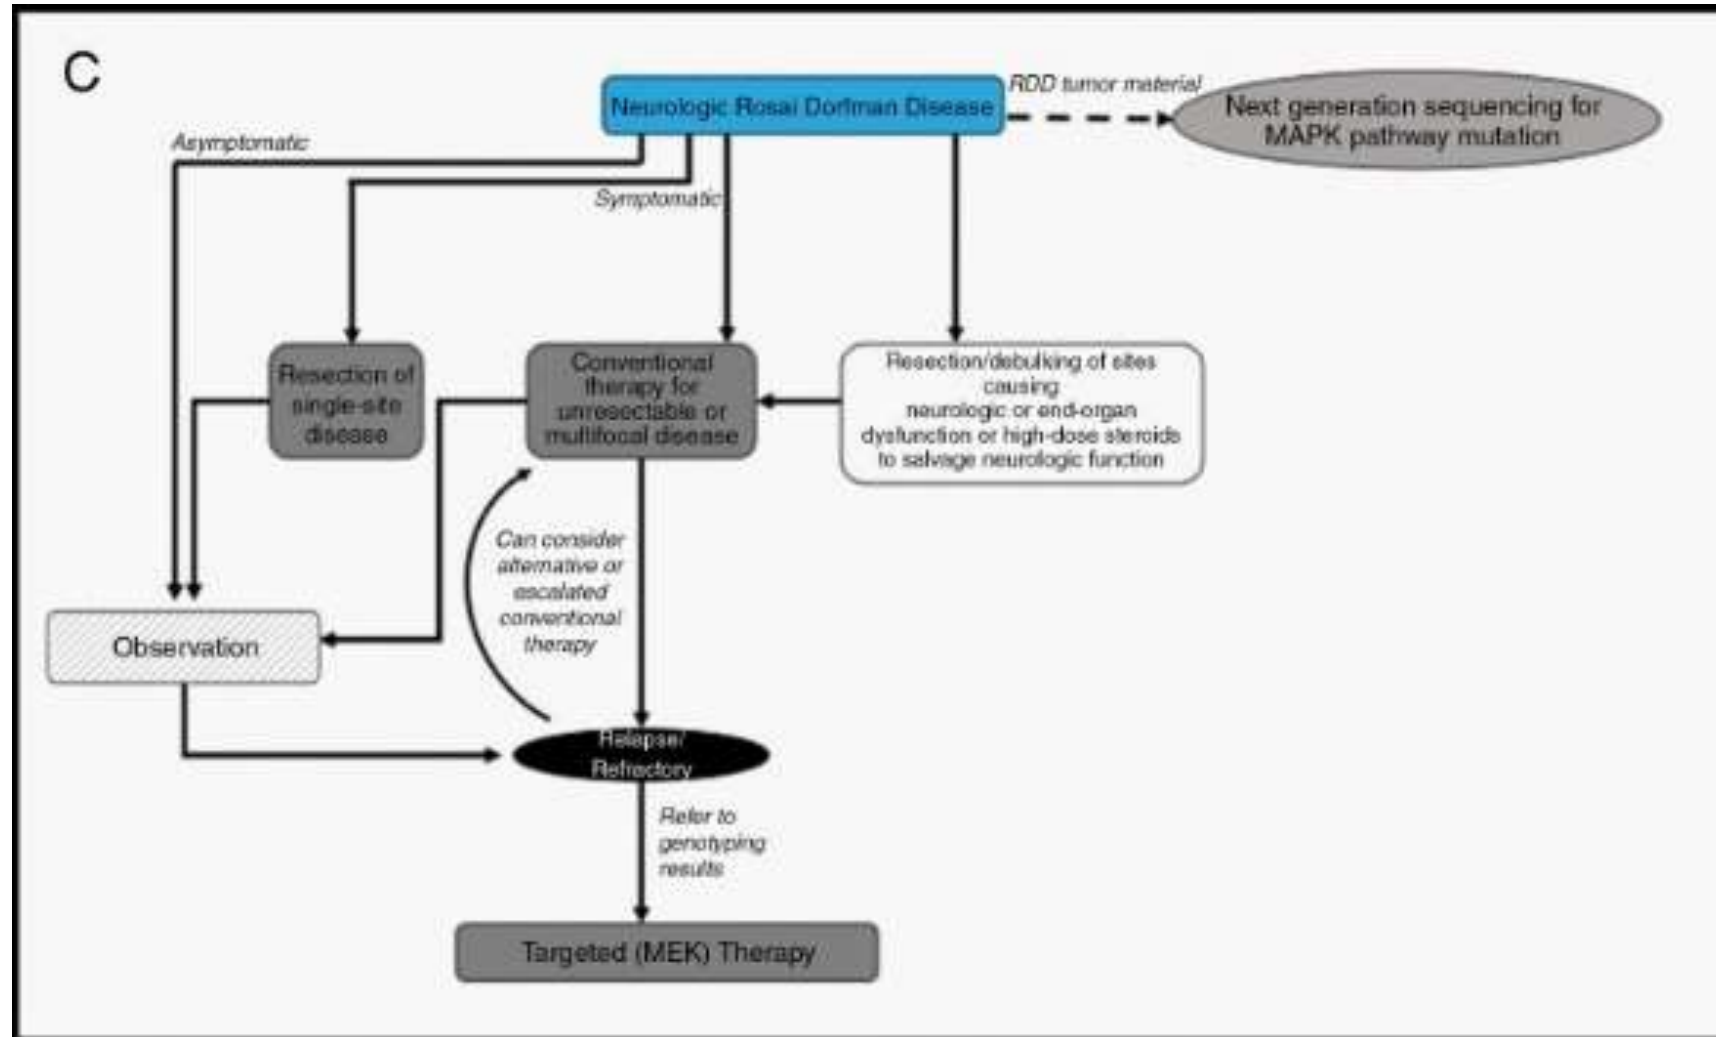 C
Neurologic Rosai Dorfman Disease
RDD tumor material
Next generation sequencing for
MAPK pathway mutation
Asymptomatic
Symptomatic
Resection of
single-site
disease
Conventional
therapy for
unresectable or
multifocal disease
Resection/debulking of sites
causing
neurologic or end-organ
dysfunction or high-dose steroids
to salvage neurologic function
Can consider
alternative or
escalated
conventional
therapy
Observation
Relapse/
Refractory
Refer to
genotyping
results
Targeted (MEK) Therapy